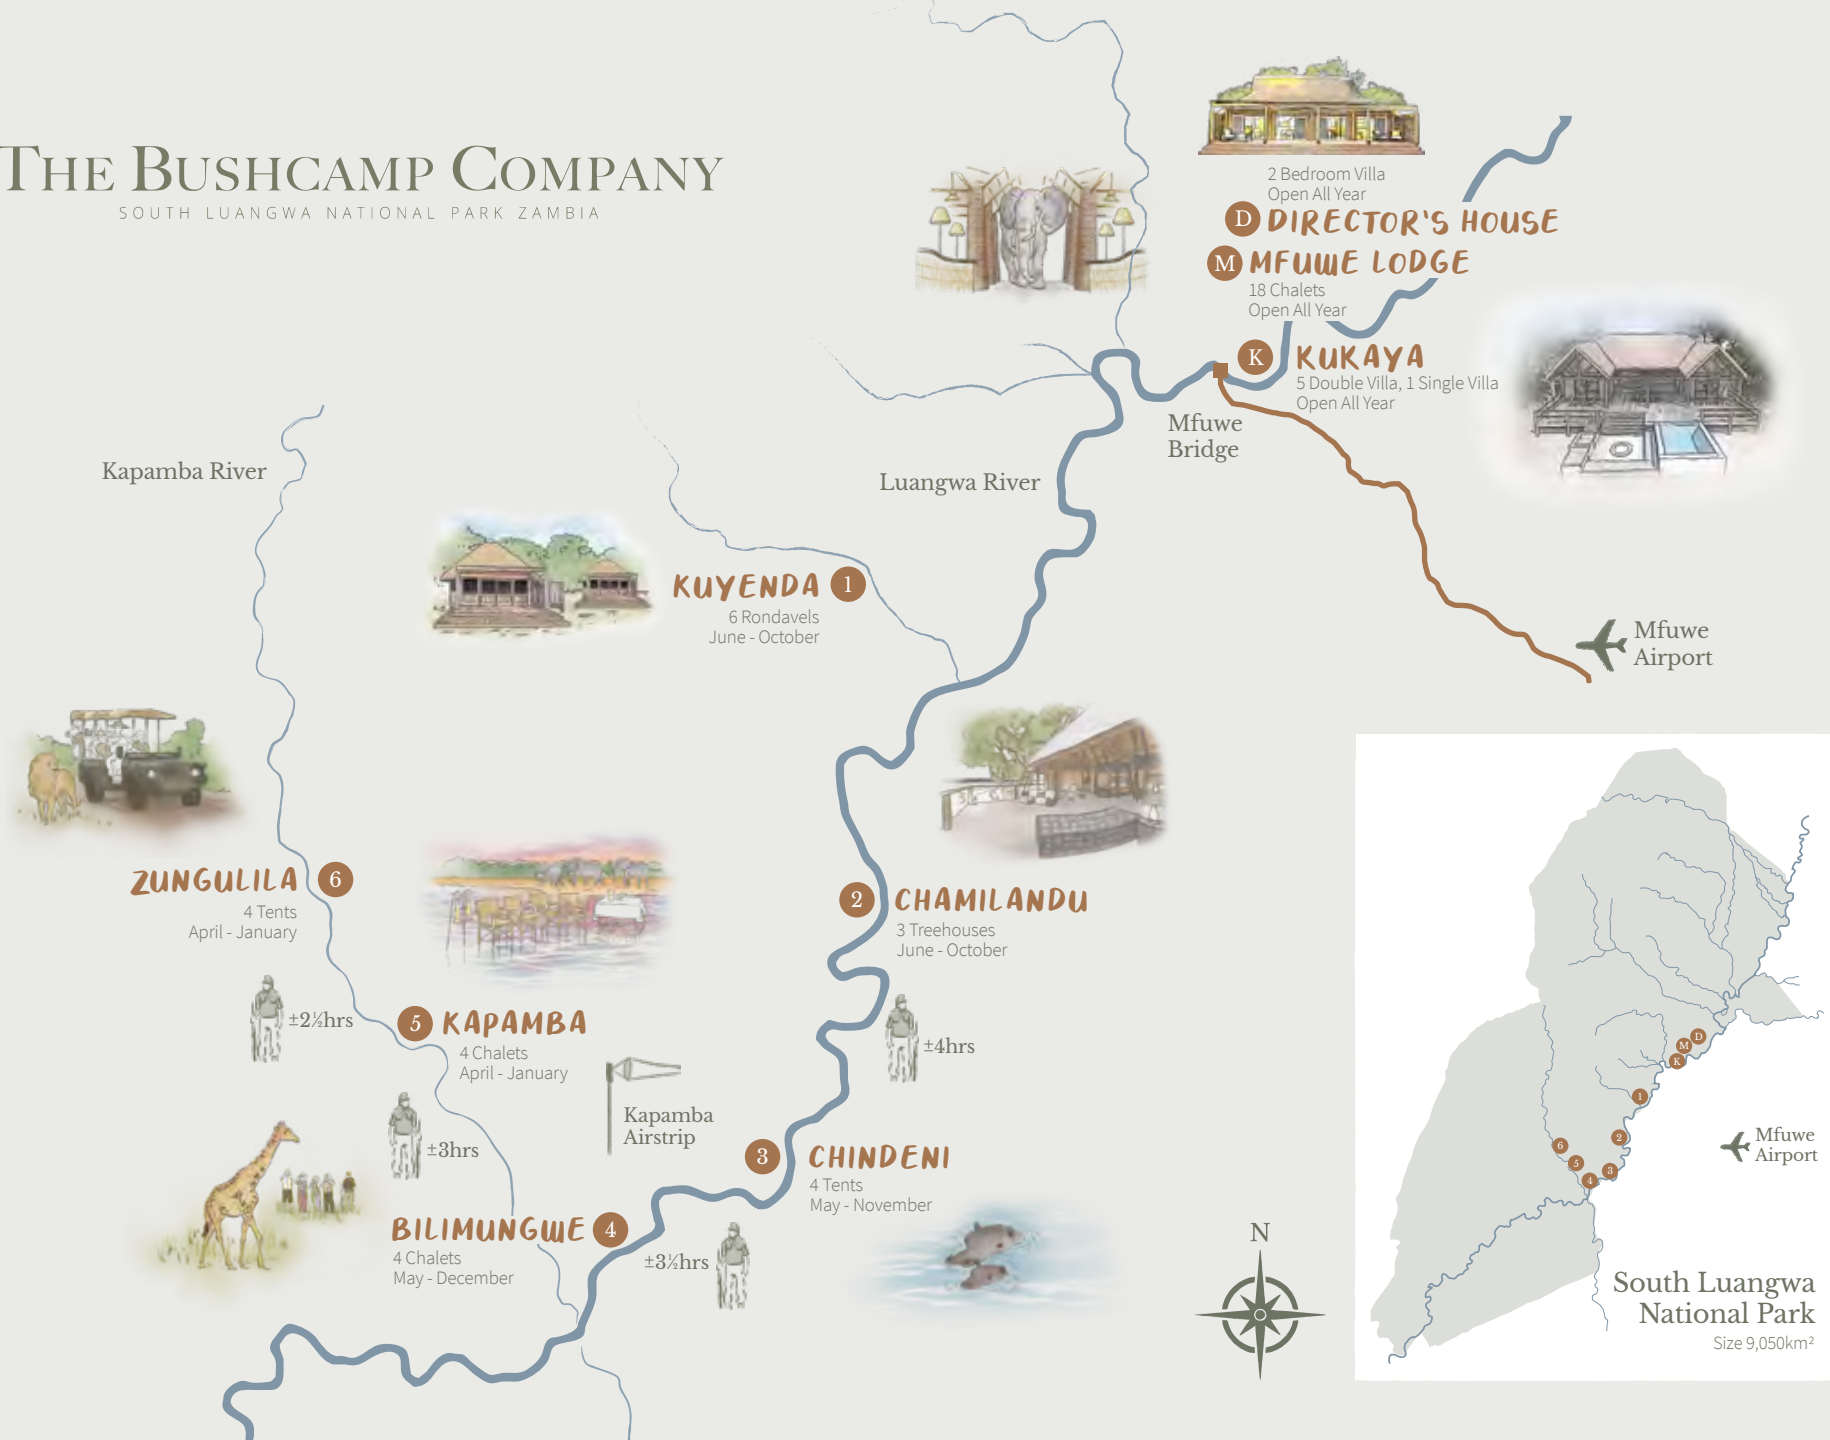 THE BUSHCAMP COMPANY
SOUTH LUANGWA NATIONAL PARK ZAMBIA
2 Bedroom Villa
Open All Year
D DIRECTOR'S HOUSE
M MFUWE LODGE
18 Chalets
Open All Year
K KUKAYA
5 Double Villa, 1 Single Villa
Open All Year
Mfuwe
Bridge
Kapamba River
Luangwa River
KUYENDA 1
6 Rondavels
June - October
Mfuwe
Airport
ZUNGULILA 6
4 Tents
April - January
2 CHAMILANDU
3 Treehouses
June - October
±2½hrs
5 KAPAMBA
4 Chalets
April - January
±4hrs
Kapamba
Airstrip
±3hrs
3 CHINDENI
4 Tents
May - November
BILIMUNGWE 4
4 Chalets
May - December
±3½hrs
N
D
M
K
1
2
6
5
3
4
Mfuwe
Airport
South Luangwa
National Park
Size 9,050km²